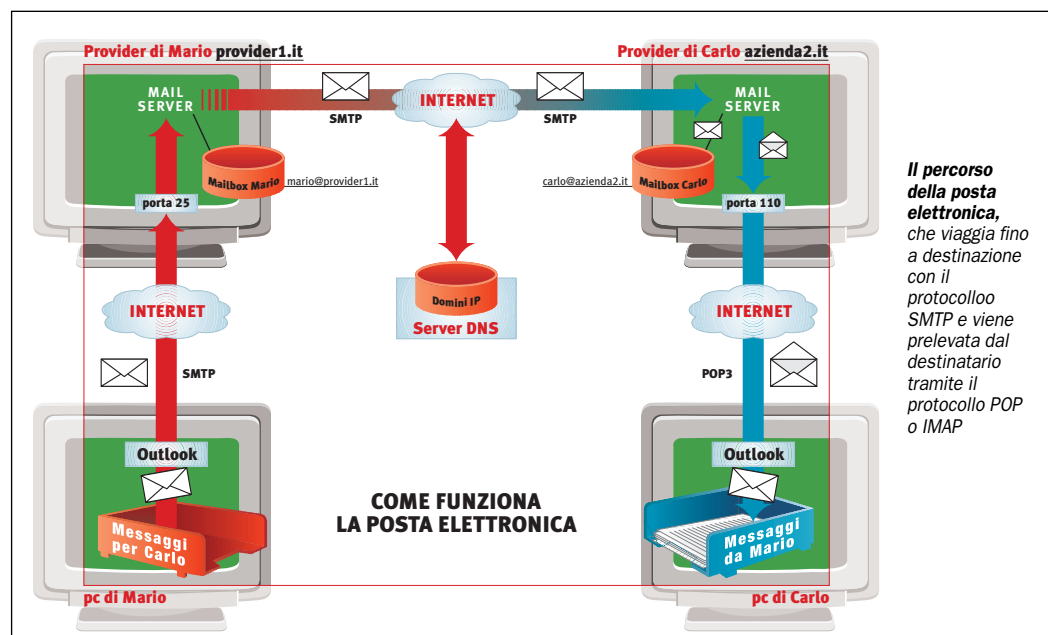 Provider di Mario provider1.it
Provider di Carlo azienda2.it
MAIL
SERVER
SMTP
INTERNET
SMTP
MAIL
SERVER
Mailbox Mario
mario@provider1.it
carlo@azienda2.it
Mailbox Carlo
porta 25
porta 110
Domini IP
Server DNS
INTERNET
INTERNET
SMTP
POP3
Outlook
Outlook
COME FUNZIONA
LA POSTA ELETTRONICA
Messaggi
per Carlo
Messaggi
da Mario
pc di Mario
pc di Carlo
Il percorso
della posta
elettronica,
che viaggia fino
a destinazione
con il
protocolloo
SMTP e viene
prelevata dal
destinatario
tramite il
protocollo POP
o IMAP